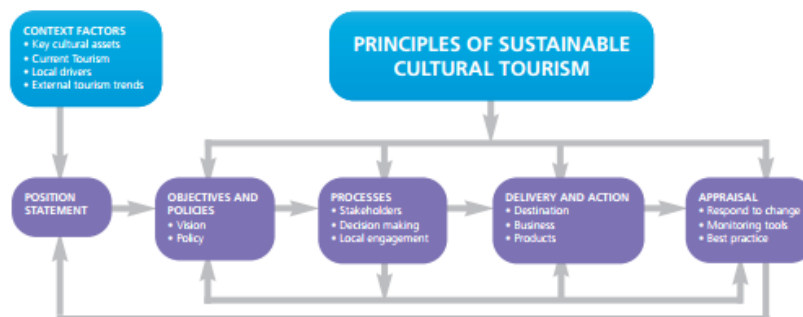 CONTEXT FACTORS
• Key cultural assets
• Current Tourism
• Local drivers
• External tourism trends
PRINCIPLES OF SUSTAINABLE
CULTURAL TOURISM
POSITION
STATEMENT
OBJECTIVES AND
POLICIES
• Vision
• Policy
PROCESSES
• Stakeholders
• Decision making
• Local engagement
DELIVERY AND ACTION
• Destination
• Business
• Products
APPRAISAL
• Respond to change
• Monitoring tools
• Best practice